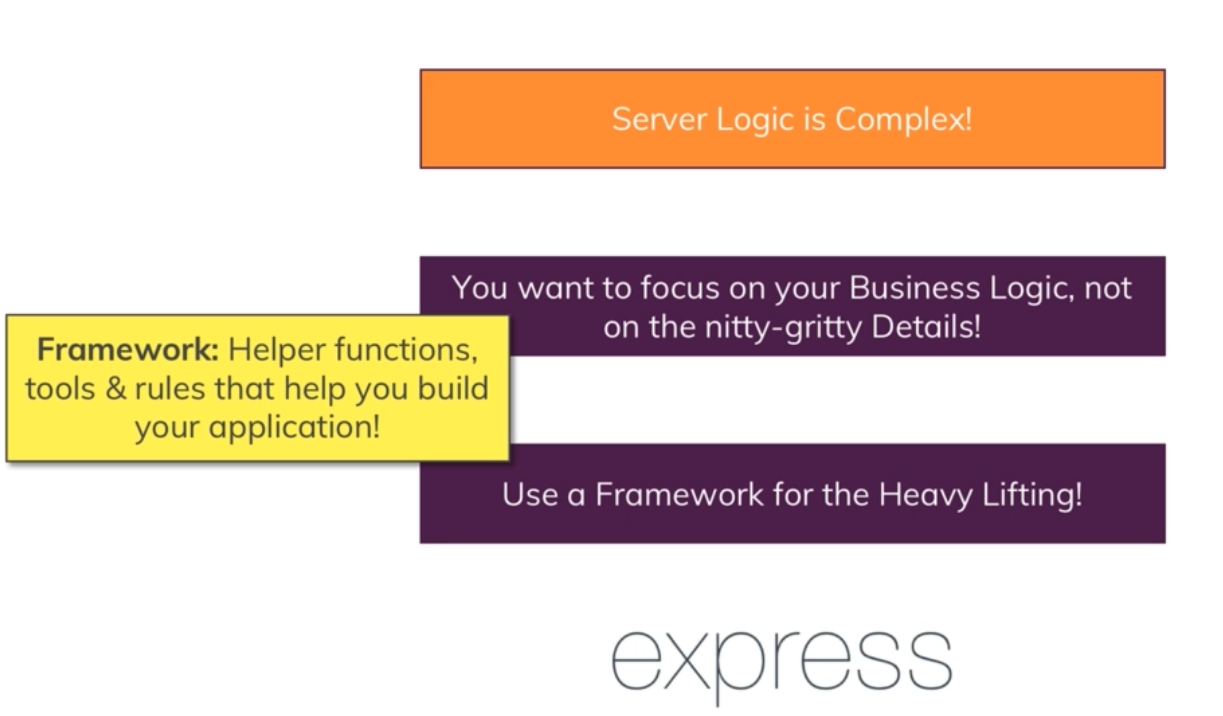 Server Logic is Complex!
You want to focus on your Business Logic, not
on the nitty-gritty Details!
Framework: Helper functions,
tools & rules that help you build
your application!
Use a Framework for the Heavy Lifting!
express